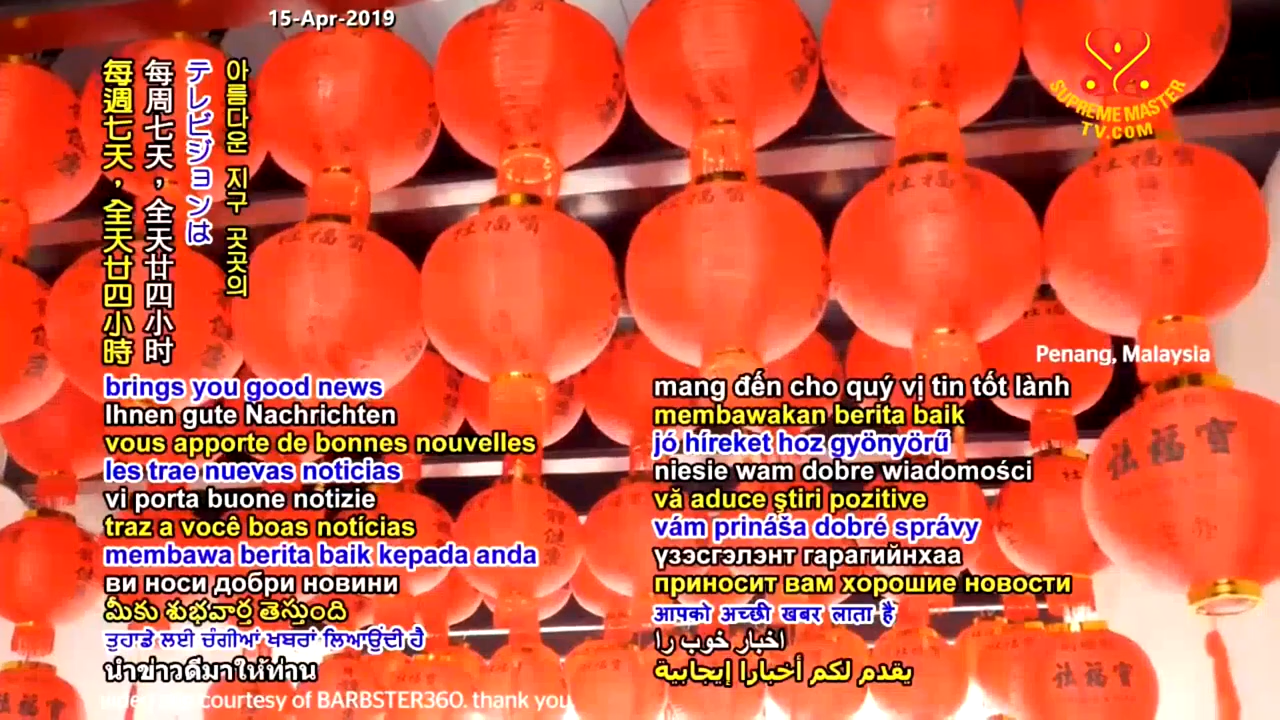 15-Apr-2019
SUPREME MASTER
TV.COM
每週七天，全天廿四小時
每周七天，全天廿四小时
テレビジョンは
아름다운 지구 곳곳의
Penang, Malaysia
brings you good news
Ihnen gute Nachrichten
vous apporte de bonnes nouvelles
les trae nuevas noticias
vi porta buone notizie
traz a você boas notícias
membawa berita baik kepada anda
ви носи добри новини
మీకు శుభవార్త తెస్తుంది
ਤੁਹਾਡੇ ਲਈ ਚੰਗੀਆਂ ਖਬਰਾਂ ਲਿਆਉਂਦੀ ਹੈ
นำข่าวดีมาให้ท่าน
mang đến cho quý vị tin tốt lành
membawakan berita baik
jó híreket hoz gyönyörű
niesie wam dobre wiadomości
vă aduce ştiri pozitive
vám prináša dobré správy
үзэсгэлэнт гарагийнхаа
приносит вам хорошие новости
आपको अच्छी खबर लाता है
اخبار خوب را
يقدم لكم أخبارا إيجابية
courtesy of BARBSTER360. thank you